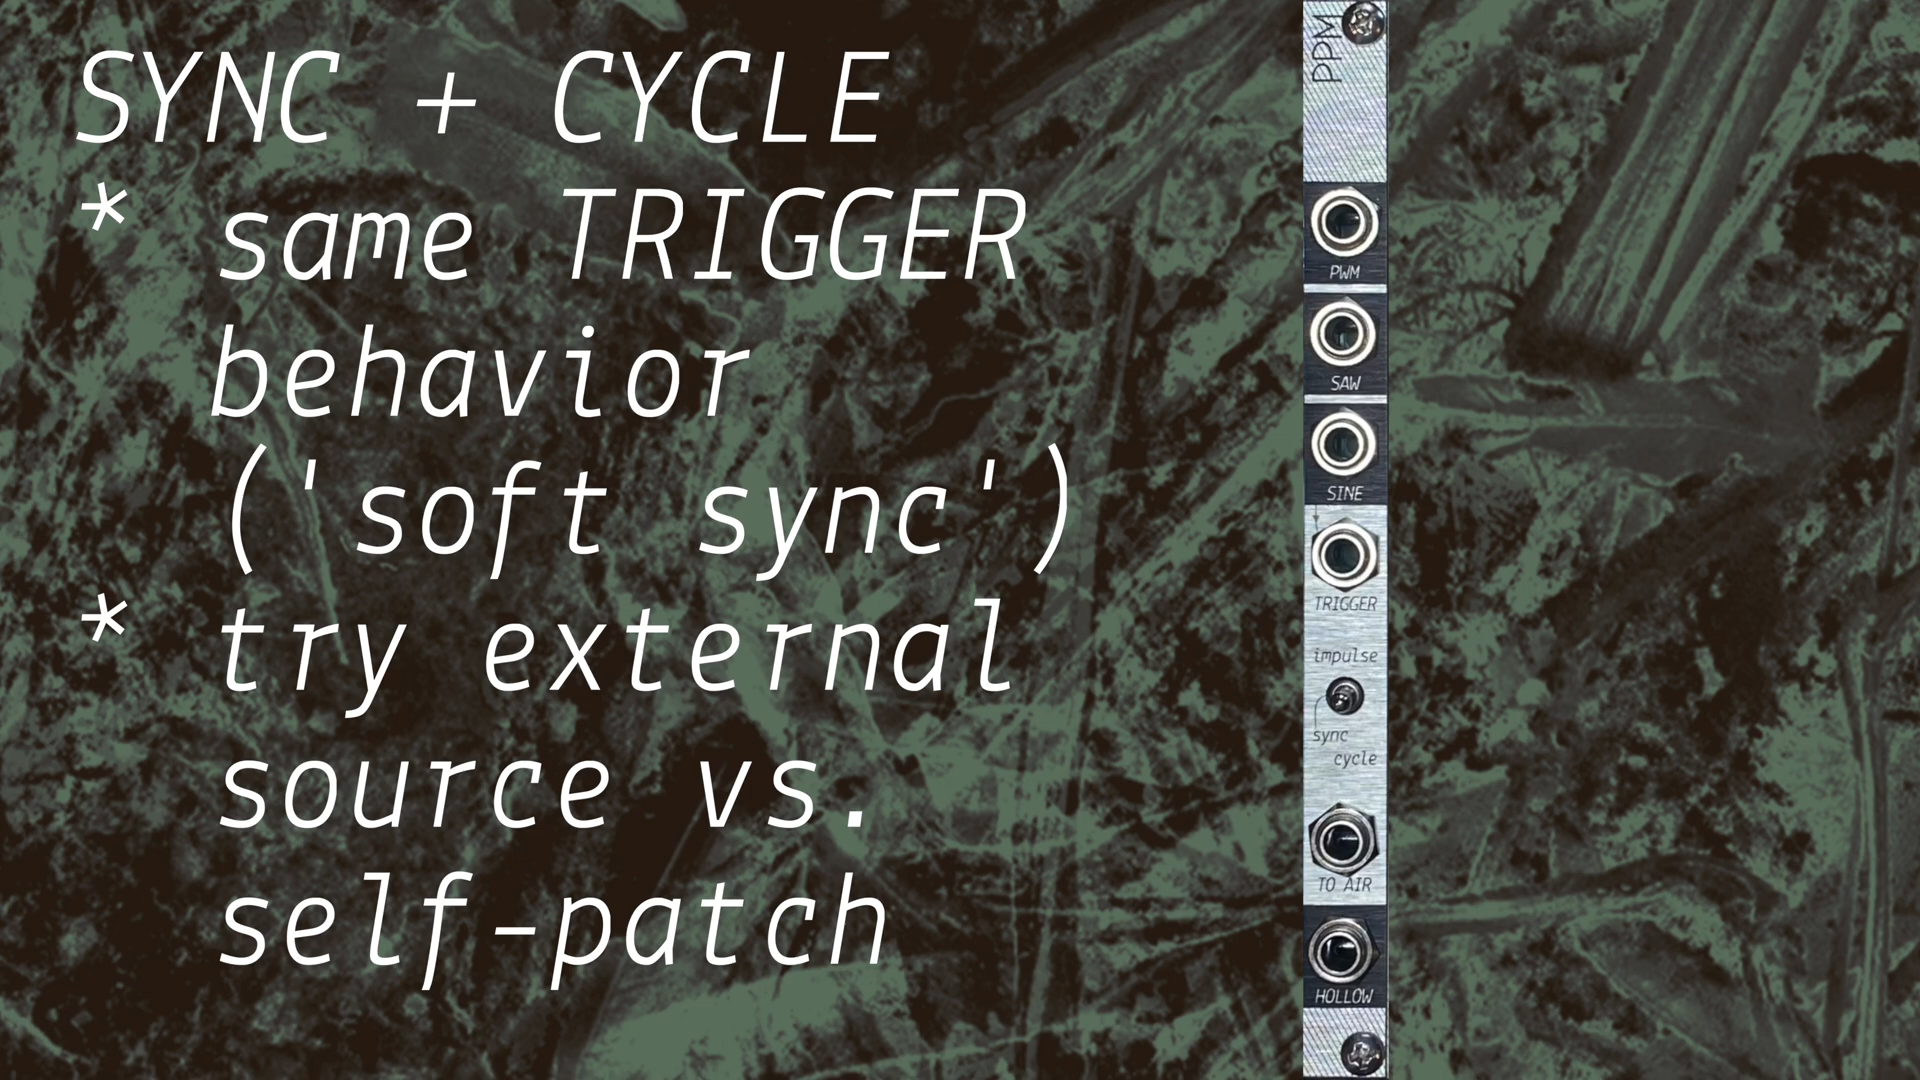 SYNC + CYCLE
* same TRIGGER
behavior
('soft sync')
* try external
source vs.
self-patch
PPM
PWM
SAW
SINE
TRIGGER
impulse
sync
cycle
TO AIR
HOLLOW